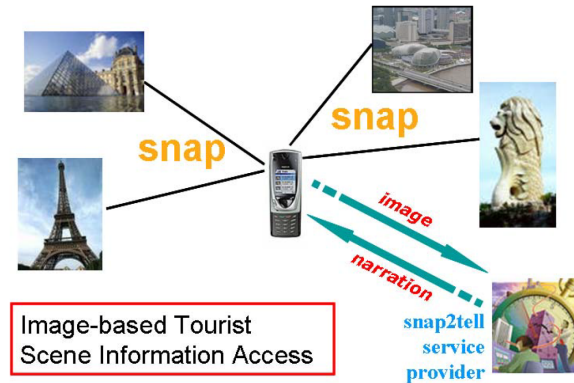 snap
snap
image
narration
snap2tell
service
provider
Image-based Tourist
Scene Information Access